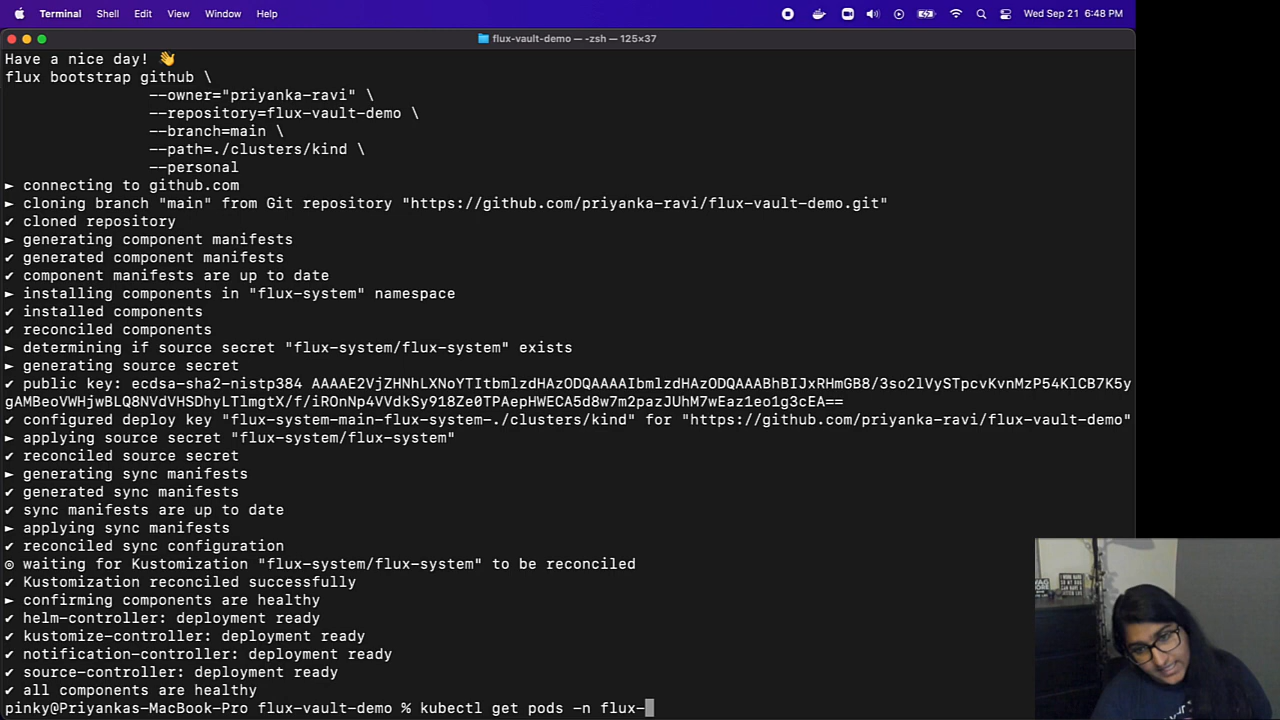 Terminal Shell Edit View Window Help Wed Sep 21 6:48 PM
flux-vault-demo — -zsh — 125×37
Have a nice day! 👋
flux bootstrap github \
--owner="priyanka-ravi" \
--repository=flux-vault-demo \
--branch=main \
--path=./clusters/kind \
--personal
► connecting to github.com
► cloning branch "main" from Git repository "https://github.com/priyanka-ravi/flux-vault-demo.git"
✔ cloned repository
► generating component manifests
✔ generated component manifests
✔ component manifests are up to date
► installing components in "flux-system" namespace
✔ installed components
✔ reconciled components
► determining if source secret "flux-system/flux-system" exists
► generating source secret
✔ public key: ecdsa-sha2-nistp384 AAAAE2VjZHNhLXNoYTItbmlzdHAzODQAAAAIbmlzdHAzODQAAABhBIJxRHmGB8/3so2lVySTpcvKvnMzP54KlCB7K5y
gAMBeoVWHjwBLQ8NVdVHSDhyLTlmgtX/f/iROnNp4VVdkSy918Ze0TPAepHWECA5d8w7m2pazJUhM7wEaz1eo1g3cEA==
✔ configured deploy key "flux-system-main-flux-system-./clusters/kind" for "https://github.com/priyanka-ravi/flux-vault-demo"
► applying source secret "flux-system/flux-system"
✔ reconciled source secret
► generating sync manifests
✔ generated sync manifests
✔ sync manifests are up to date
► applying sync manifests
✔ reconciled sync configuration
◎ waiting for Kustomization "flux-system/flux-system" to be reconciled
✔ Kustomization reconciled successfully
► confirming components are healthy
✔ helm-controller: deployment ready
✔ kustomize-controller: deployment ready
✔ notification-controller: deployment ready
✔ source-controller: deployment ready
✔ all components are healthy
pinky@Priyankas-MacBook-Pro flux-vault-demo % kubectl get pods -n flux-